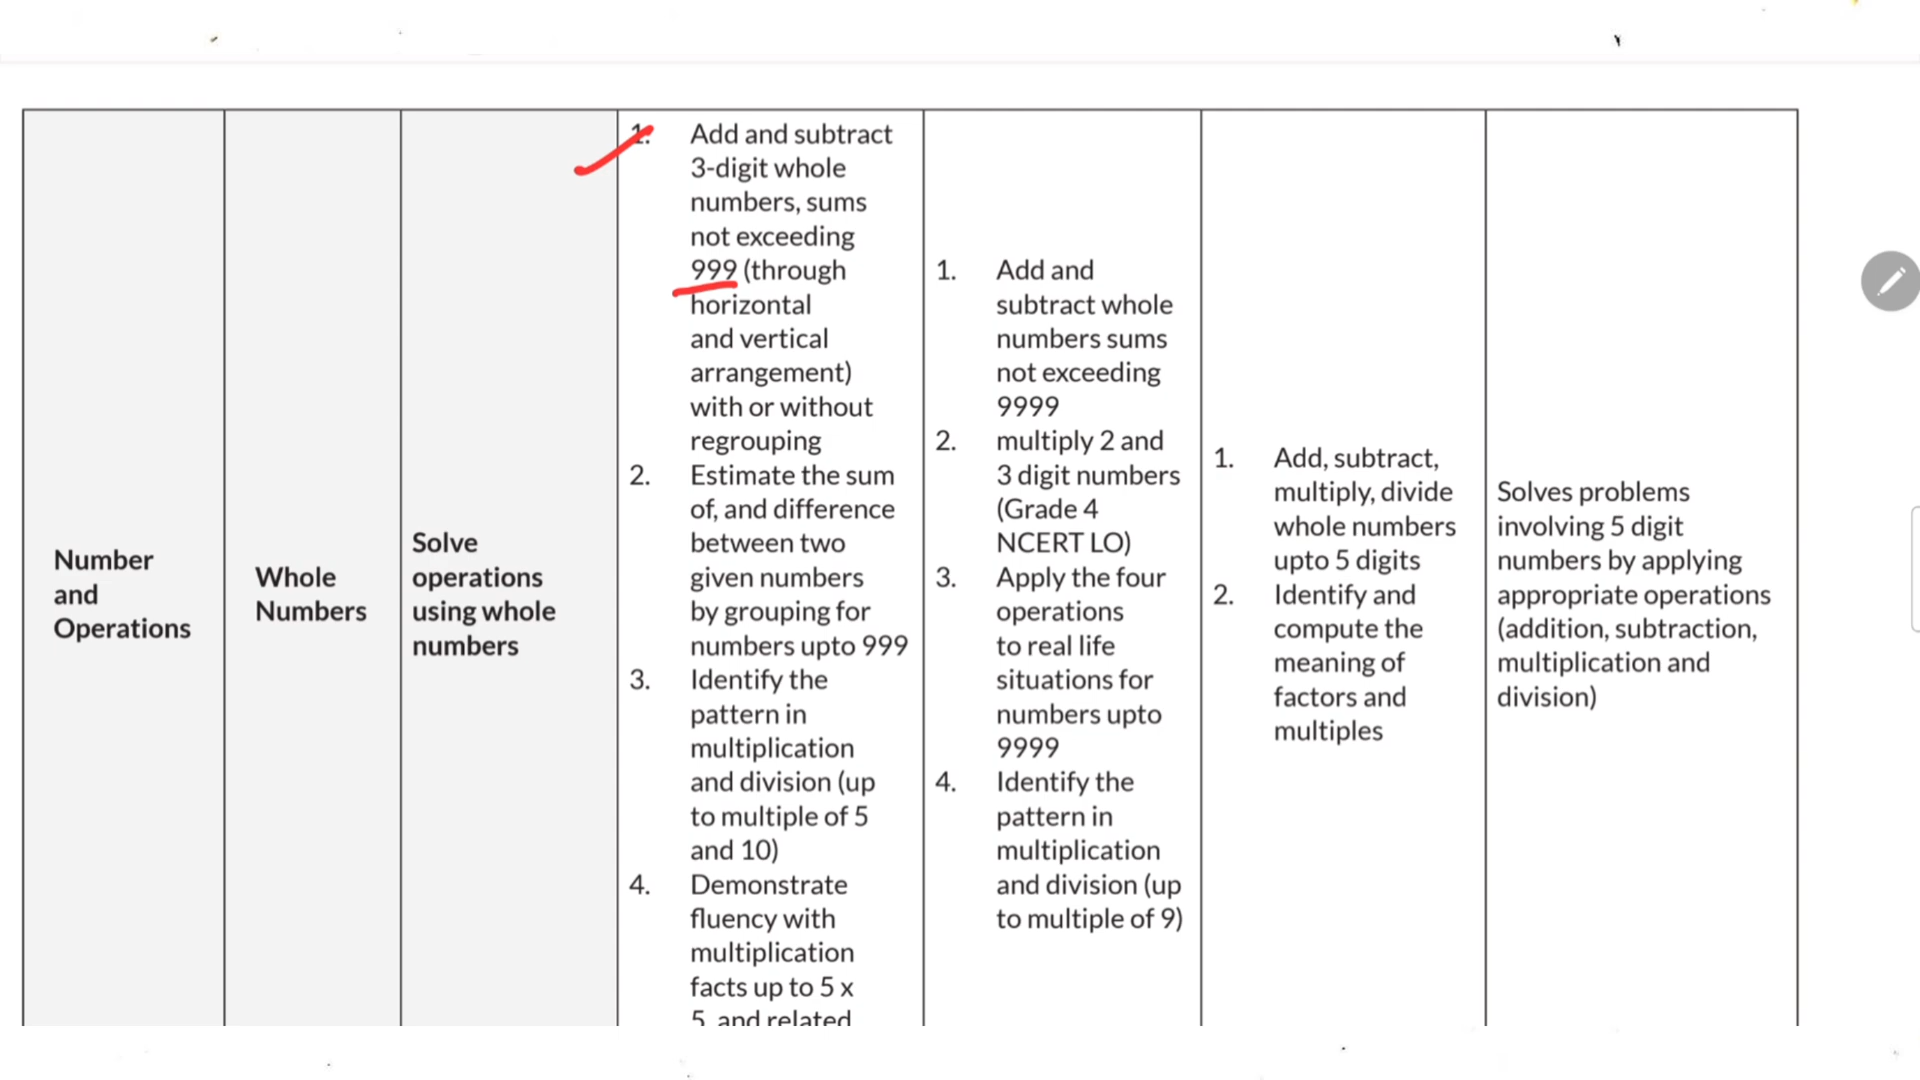 Number
and
Operations
Whole
Numbers
Solve
operations
using whole
numbers
1. Add and subtract
3-digit whole
numbers, sums
not exceeding
999 (through
horizontal
and vertical
arrangement)
with or without
regrouping
2. Estimate the sum
of, and difference
between two
given numbers
by grouping for
numbers upto 999
3. Identify the
pattern in
multiplication
and division (up
to multiple of 5
and 10)
4. Demonstrate
fluency with
multiplication
facts up to 5 x
5, and related
1. Add and
subtract whole
numbers sums
not exceeding
9999
2. multiply 2 and
3 digit numbers
(Grade 4
NCERT LO)
3. Apply the four
operations
to real life
situations for
numbers upto
9999
4. Identify the
pattern in
multiplication
and division (up
to multiple of 9)
1. Add, subtract,
multiply, divide
whole numbers
upto 5 digits
2. Identify and
compute the
meaning of
factors and
multiples
Solves problems
involving 5 digit
numbers by applying
appropriate operations
(addition, subtraction,
multiplication and
division)